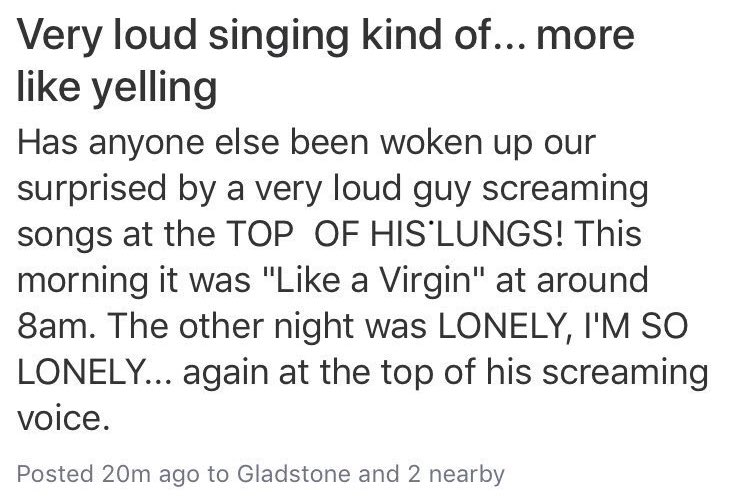 Very loud singing kind of... more
like yelling
Has anyone else been woken up our
surprised by a very loud guy screaming
songs at the TOP  OF HIS LUNGS! This
morning it was "Like a Virgin" at around
8am. The other night was LONELY, I'M SO
LONELY... again at the top of his screaming
voice.
Posted 20m ago to Gladstone and 2 nearby